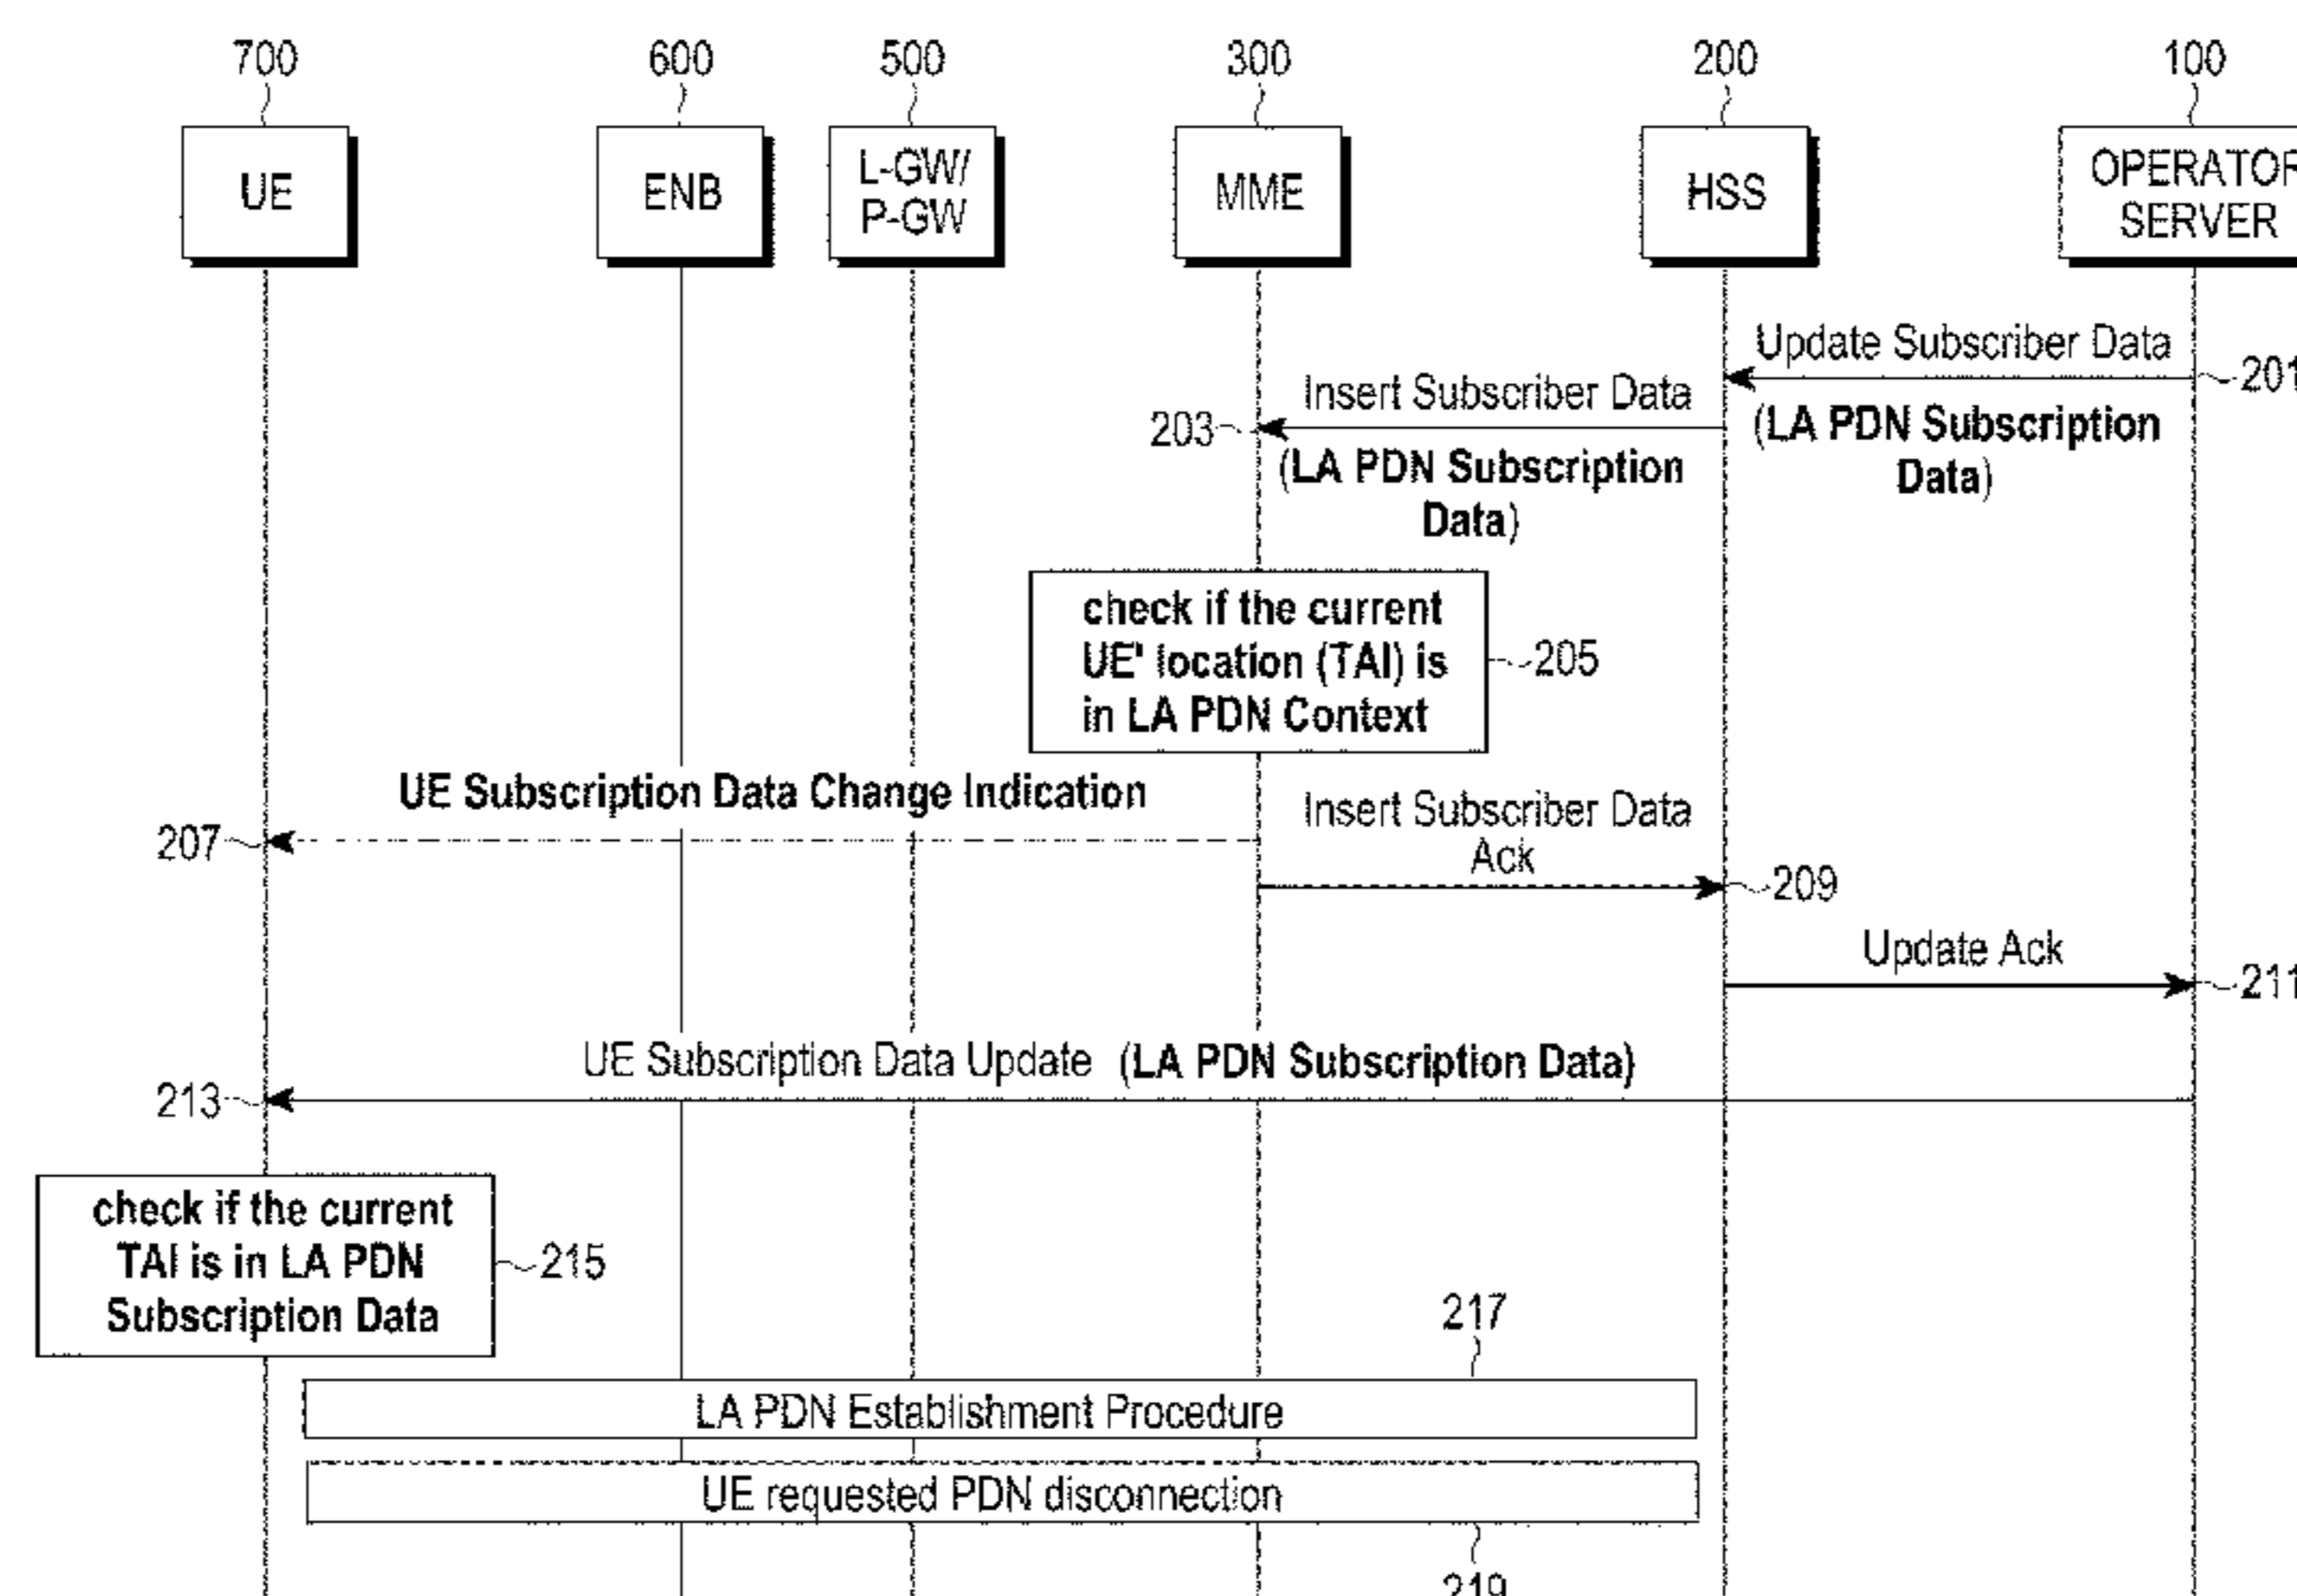 700
600
500
300
200
100
UE
ENB
L-GW/
P-GW
MME
HSS
OPERATOR
SERVER
Update Subscriber Data
201
(LA PDN Subscription
Data)
Insert Subscriber Data
203
(LA PDN Subscription
Data)
check if the current
UE' location (TAI) is
in LA PDN Context
205
UE Subscription Data Change Indication
207
Insert Subscriber Data
Ack
209
Update Ack
211
UE Subscription Data Update (LA PDN Subscription Data)
213
check if the current
TAI is in LA PDN
Subscription Data
215
217
LA PDN Establishment Procedure
UE requested PDN disconnection
219